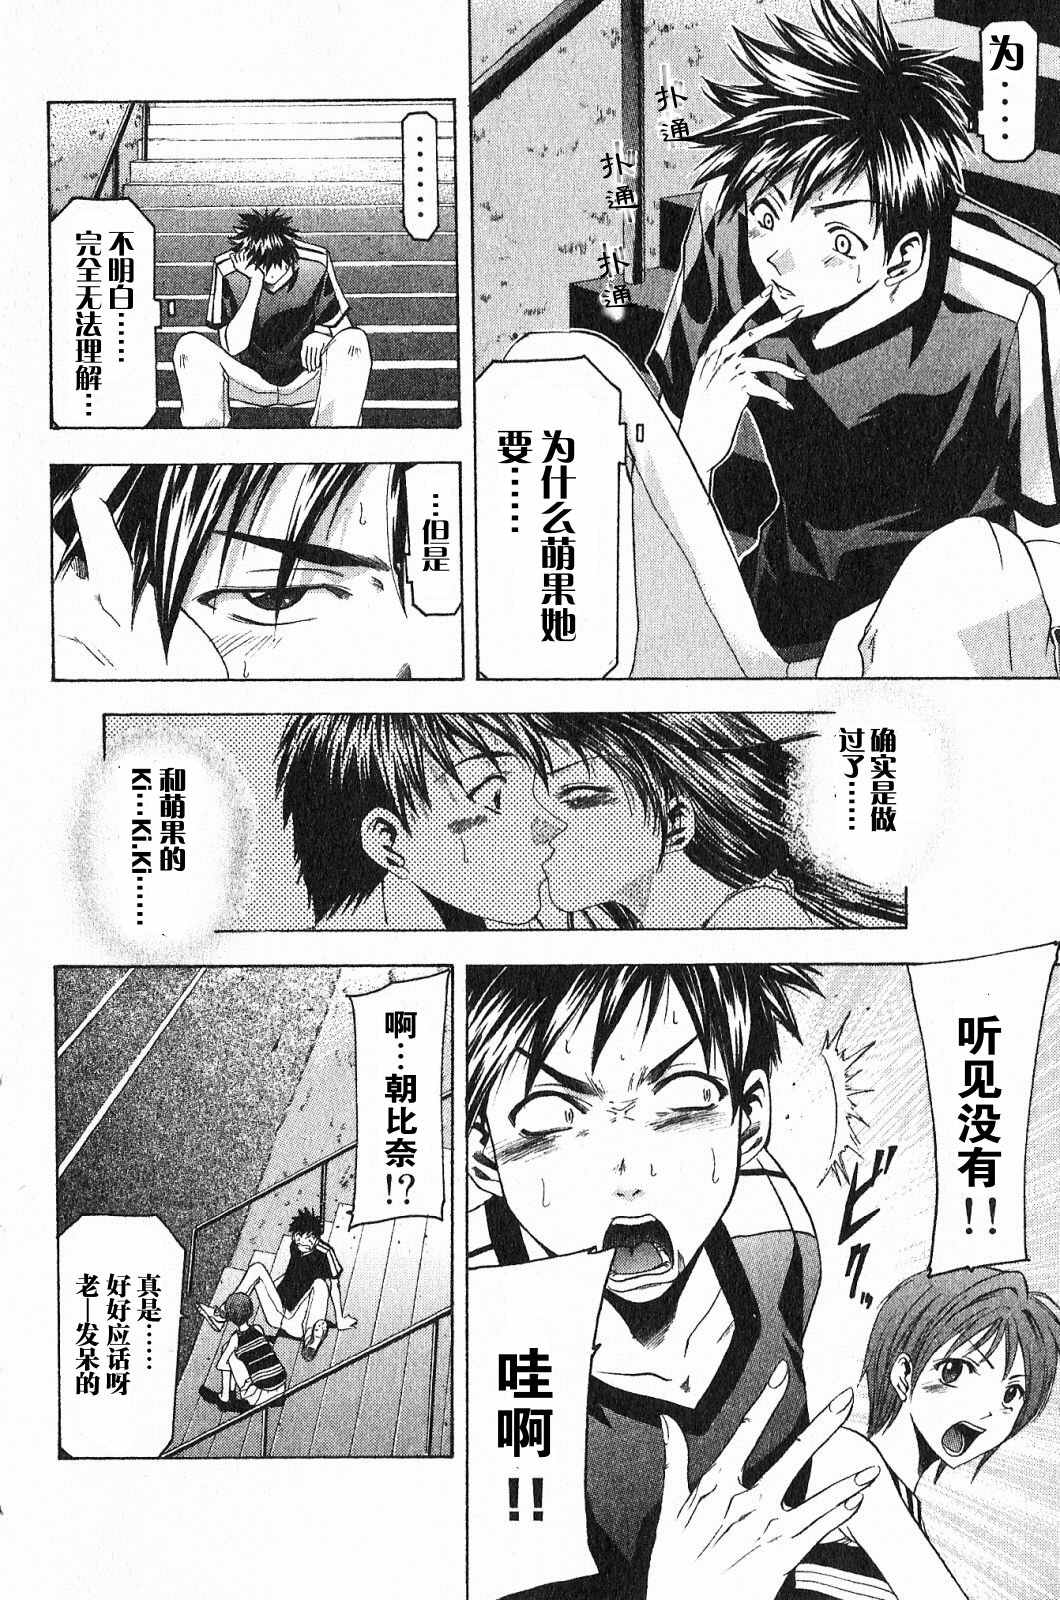 为……
扑通
扑通
扑通
为什么萌果她
要……
……
不明白……
完全无法理解…
…但是
确实是做
过了……
和萌果的
Ki…Ki.Ki……
听见没有!!
ビクッ
哇啊!!
啊…朝比奈!?
真是……
好好应话呀
老—发呆的